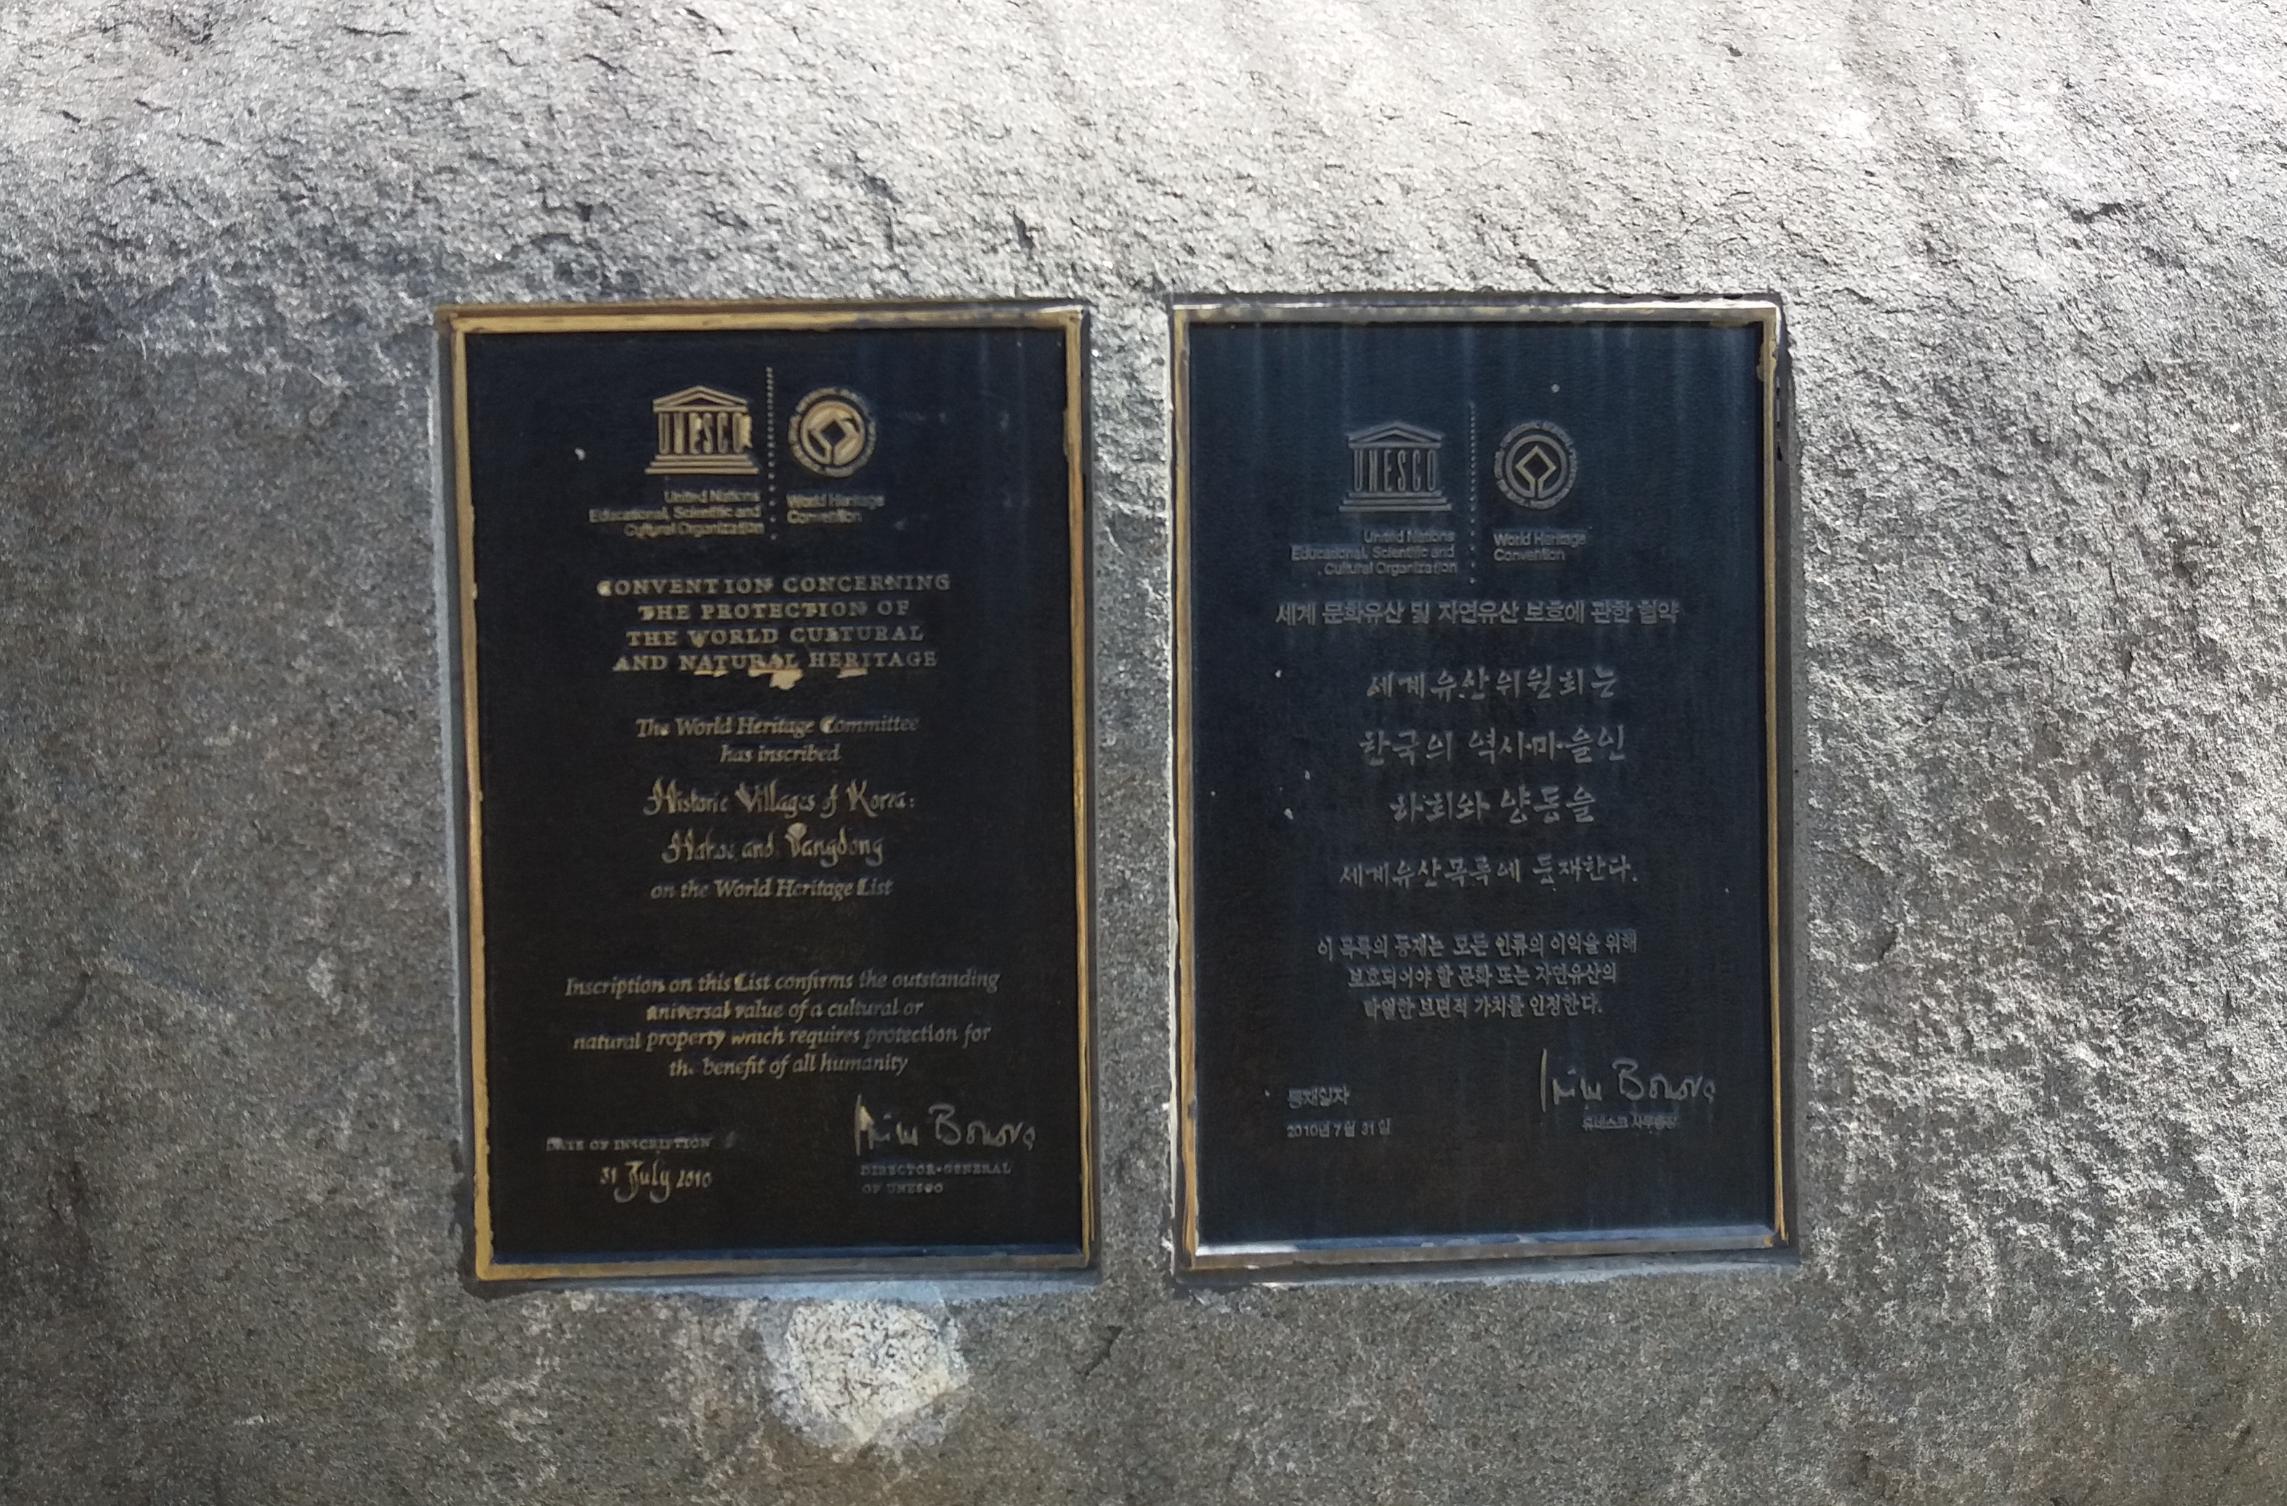 UNESCO
United Nations
Educational, Scientific and
Cultural Organization
World Heritage
Convention
CONVENTION CONCERNING
THE PROTECTION OF
THE WORLD CULTURAL
AND NATURAL HERITAGE
The World Heritage Committee
has inscribed
Historic Villages of Korea:
Hahoe and Yangdong
on the World Heritage List
Inscription on this List confirms the outstanding
universal value of a cultural or
natural property which requires protection for
the benefit of all humanity
DATE OF INSCRIPTION
31 July 2010
Irina Bokova
DIRECTOR-GENERAL
OF UNESCO
UNESCO
United Nations
Educational, Scientific and
Cultural Organization
World Heritage
Convention
세계 문화유산 및 자연유산 보호에 관한 협약
세계유산위원회는
한국의 역사마을인
하회와 양동을
세계유산목록에 등재한다.
이 목록의 등재는 모든 인류의 이익을 위해
보호되어야 할 문화 또는 자연유산의
탁월한 보편적 가치를 인정한다.
등재일자
2010년 7월 31일
Irina Bokova
유네스코 사무총장